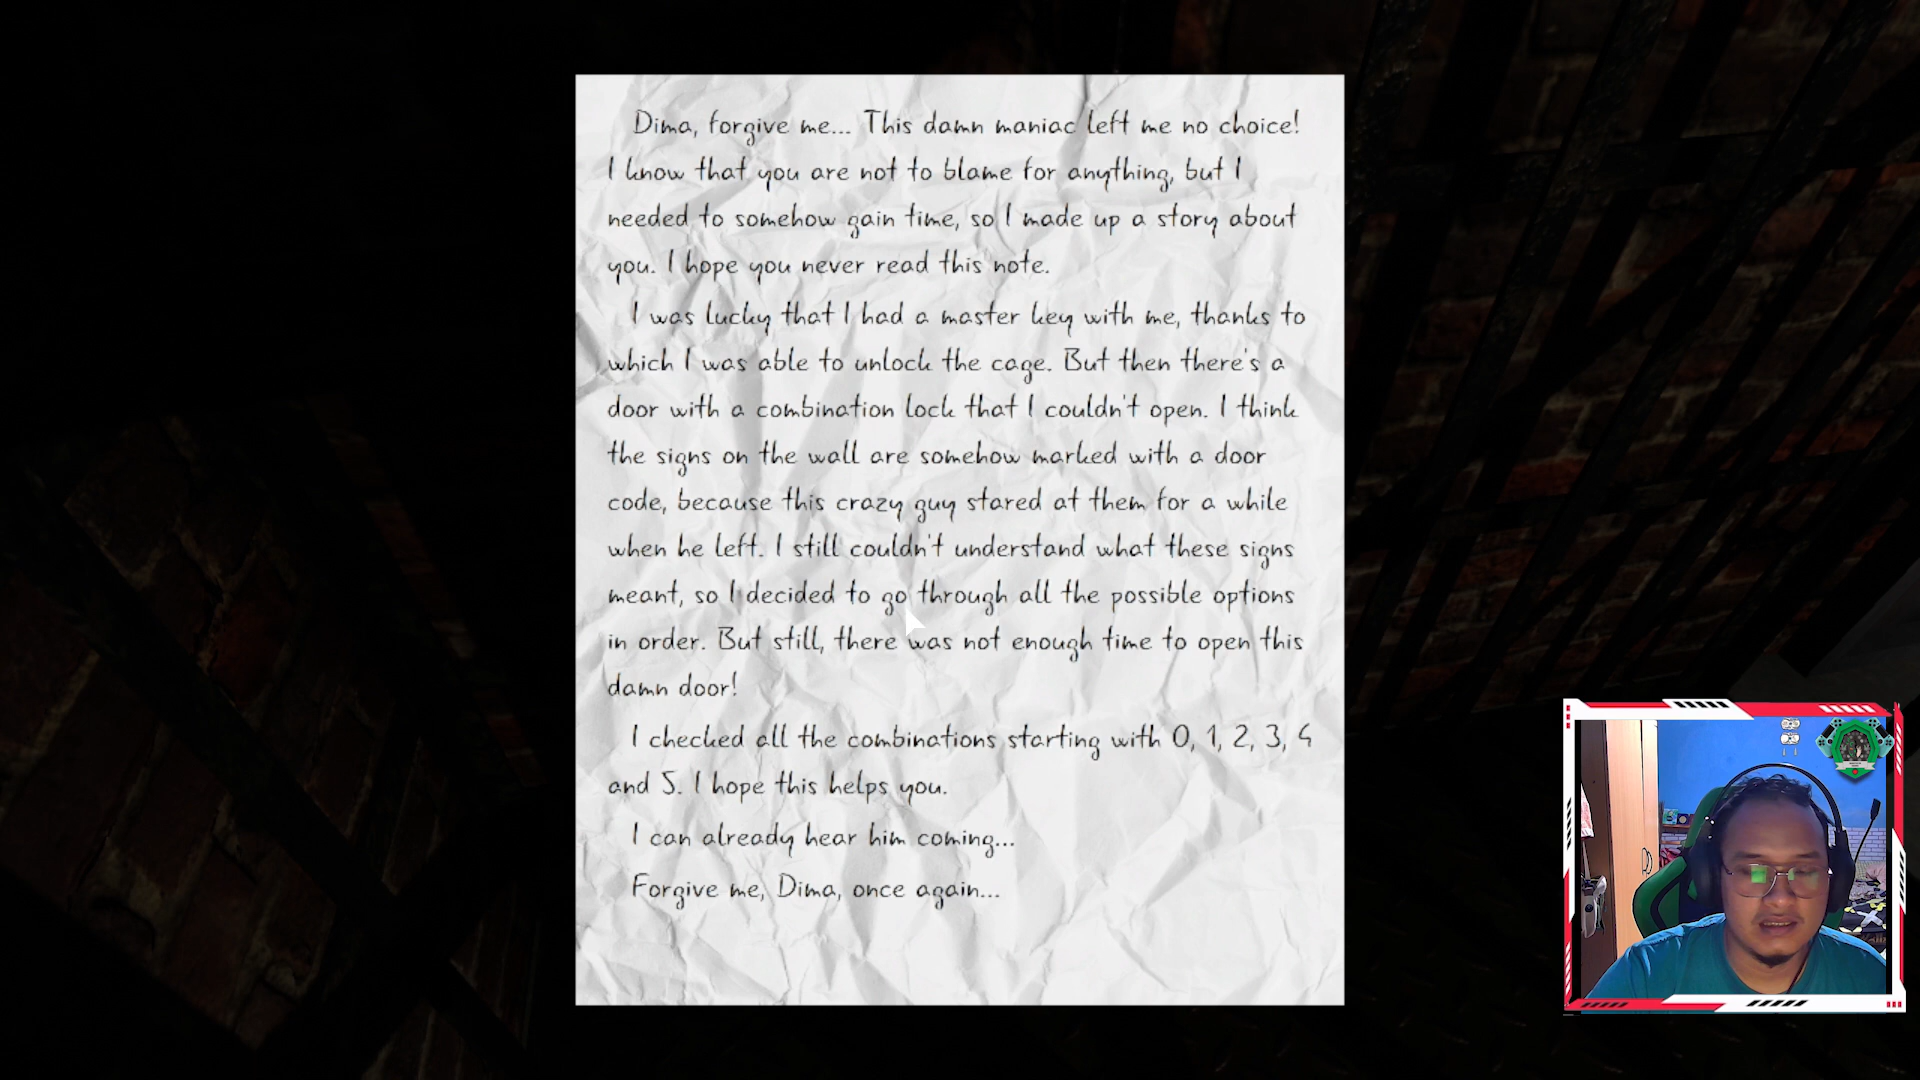 Dima, forgive me... This damn maniac left me no choice!
I know that you are not to blame for anything, but I
needed to somehow gain time, so I made up a story about
you. I hope you never read this note.
I was lucky that I had a master key with me, thanks to
which I was able to unlock the cage. But then there's a
door with a combination lock that I couldn't open. I think
the signs on the wall are somehow marked with a door
code, because this crazy guy stared at them for a while
when he left. I still couldn't understand what these signs
meant, so I decided to go through all the possible options
in order. But still, there was not enough time to open this
damn door!
I checked all the combinations starting with 0, 1, 2, 3, 4
and 5. I hope this helps you.
I can already hear him coming...
Forgive me, Dima, once again...